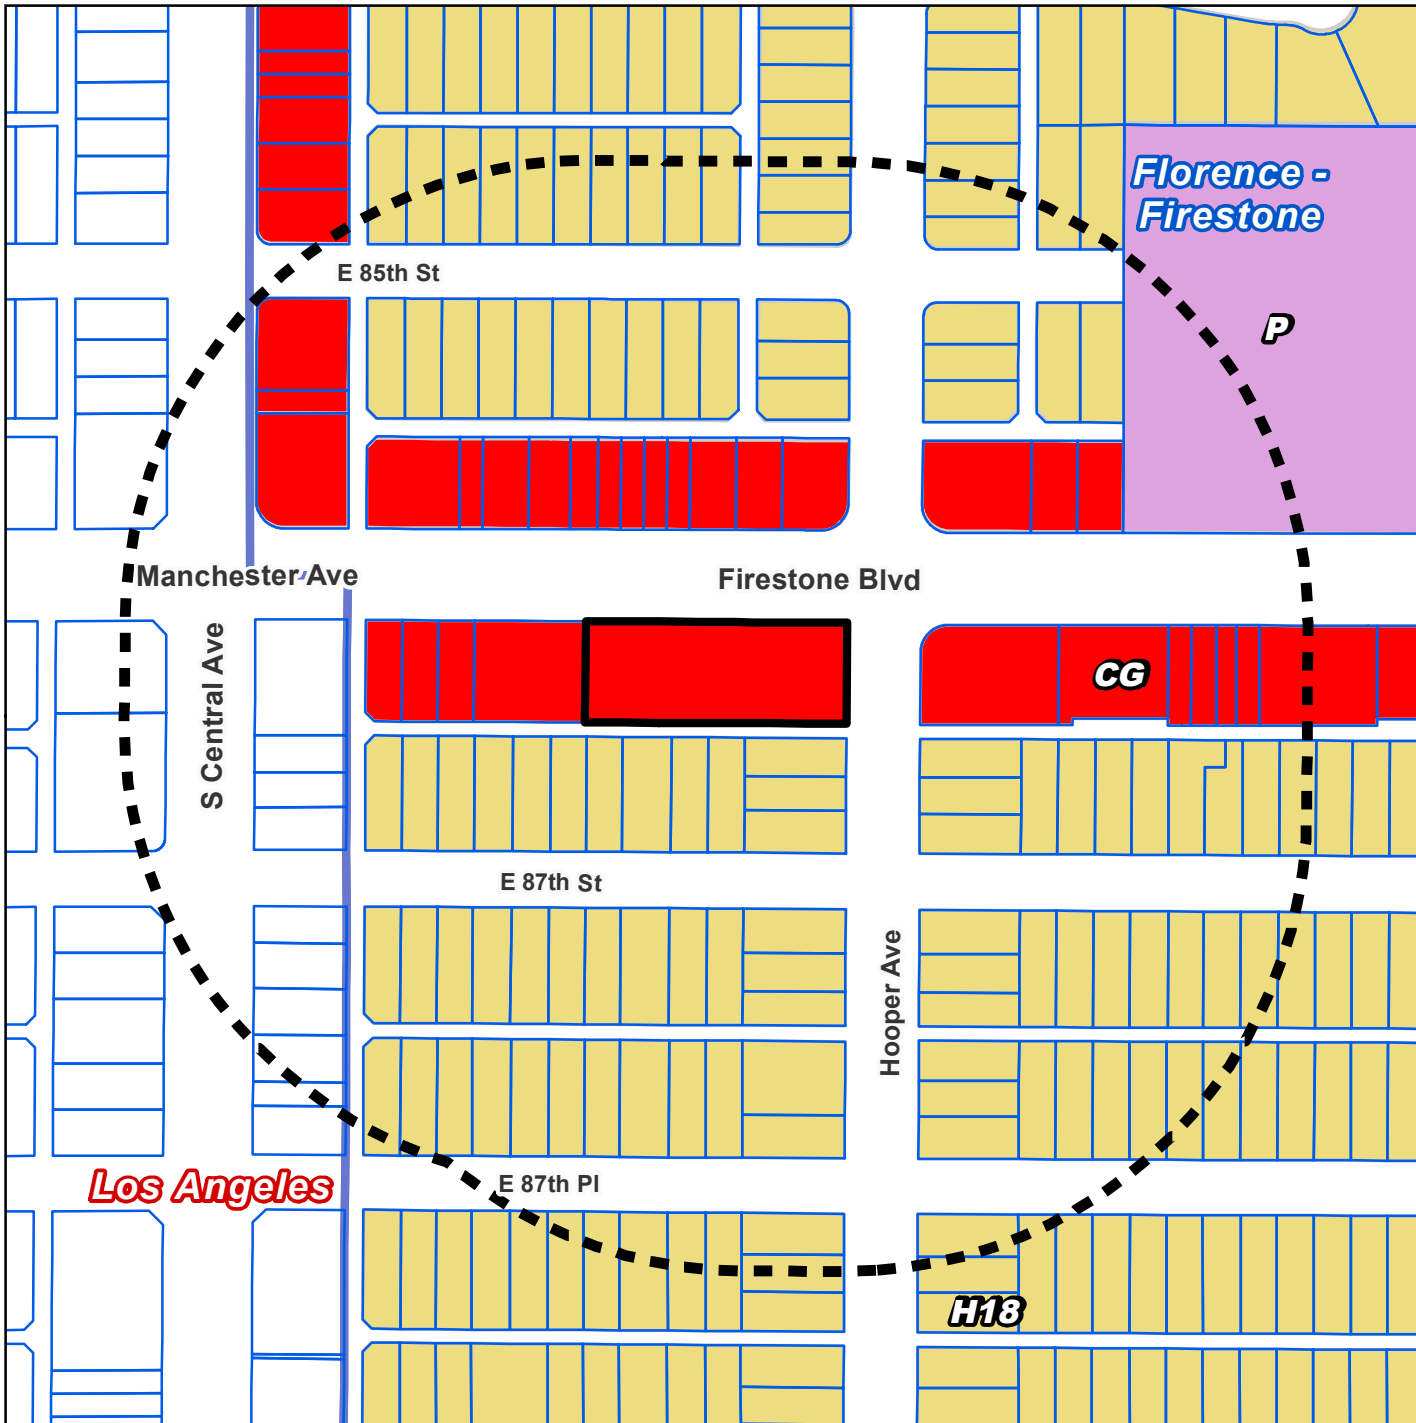 Florence -
Firestone
E 85th St
P
Manchester Ave
Firestone Blvd
S Central Ave
CG
E 87th St
Hooper Ave
Los Angeles
E 87th Pl
H18